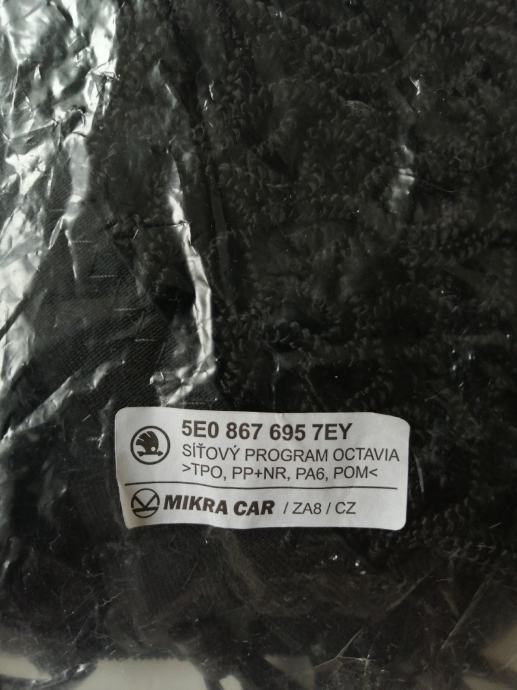 5E0 867 695 7EY
SÍŤOVÝ PROGRAM OCTAVIA
>TPO, PP+NR, PA6, POM<
MIKRA CAR / ZA8 / CZ